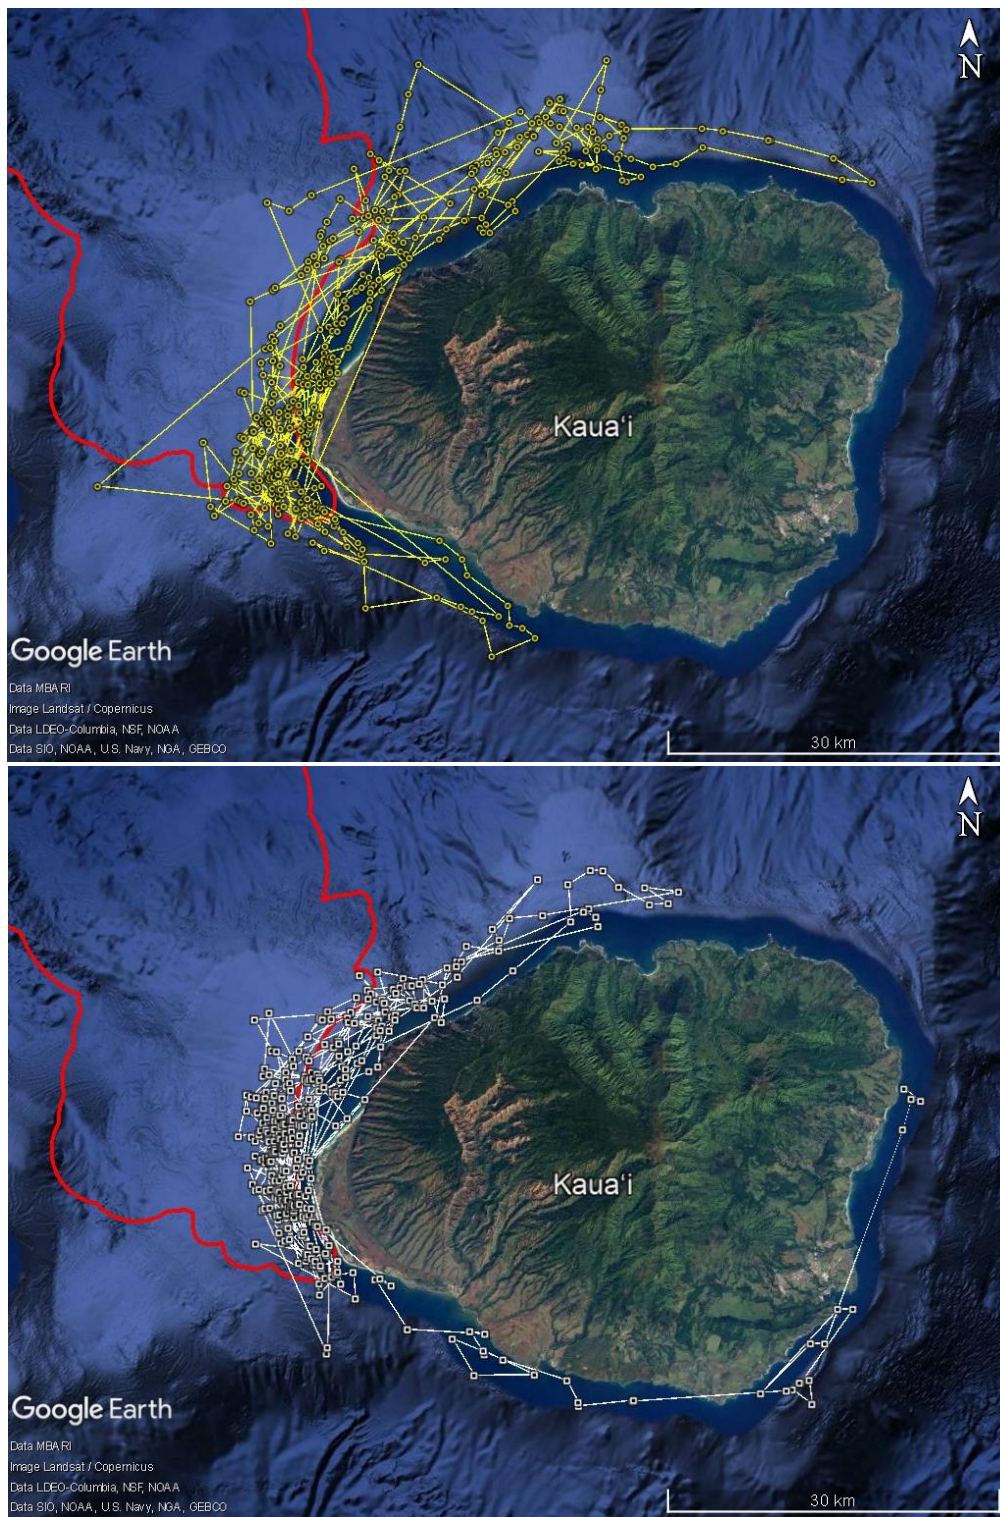 N
Kaua‘i
Google Earth
Data MBARI
Image Landsat / Copernicus
Data LDEO-Columbia, NSF, NOAA
Data SIO, NOAA, U.S. Navy, NGA, GEBCO
30 km
N
Kaua‘i
Google Earth
Data MBARI
Image Landsat / Copernicus
Data LDEO-Columbia, NSF, NOAA
Data SIO, NOAA, U.S. Navy, NGA, GEBCO
30 km